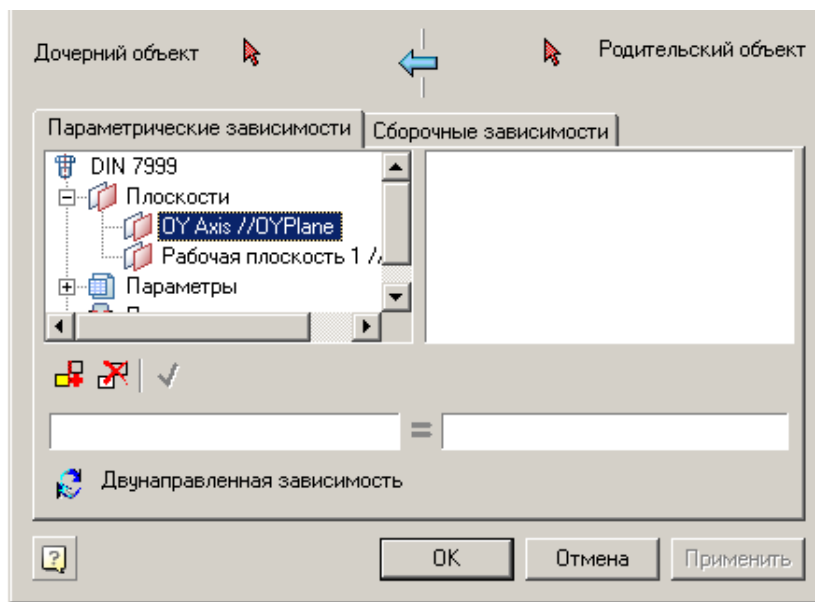 Дочерний объект
Родительский объект
Параметрические зависимости
Сборочные зависимости
DIN 7999
Плоскости
OY Axis //OYPlane
Рабочая плоскость 1 //
Параметры
=
Двунаправленная зависимость
?
OK
Отмена
Применить